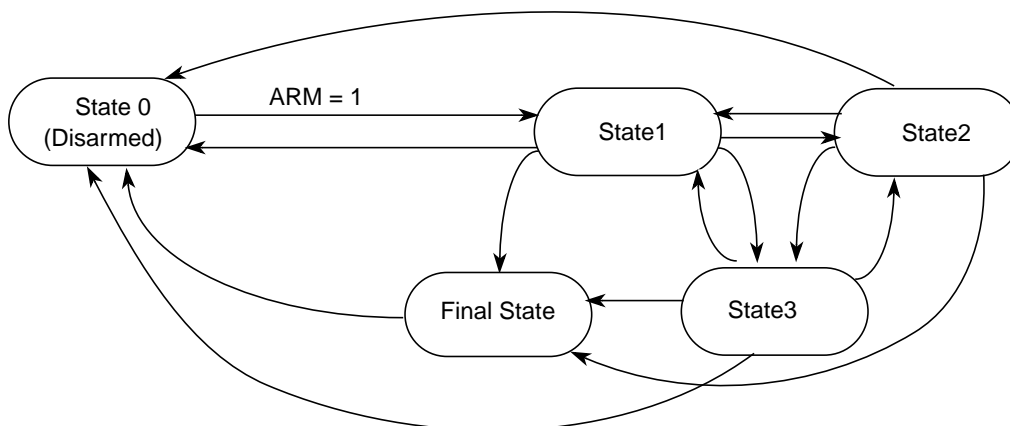 State 0
(Disarmed)
ARM = 1
State1
State2
Final State
State3